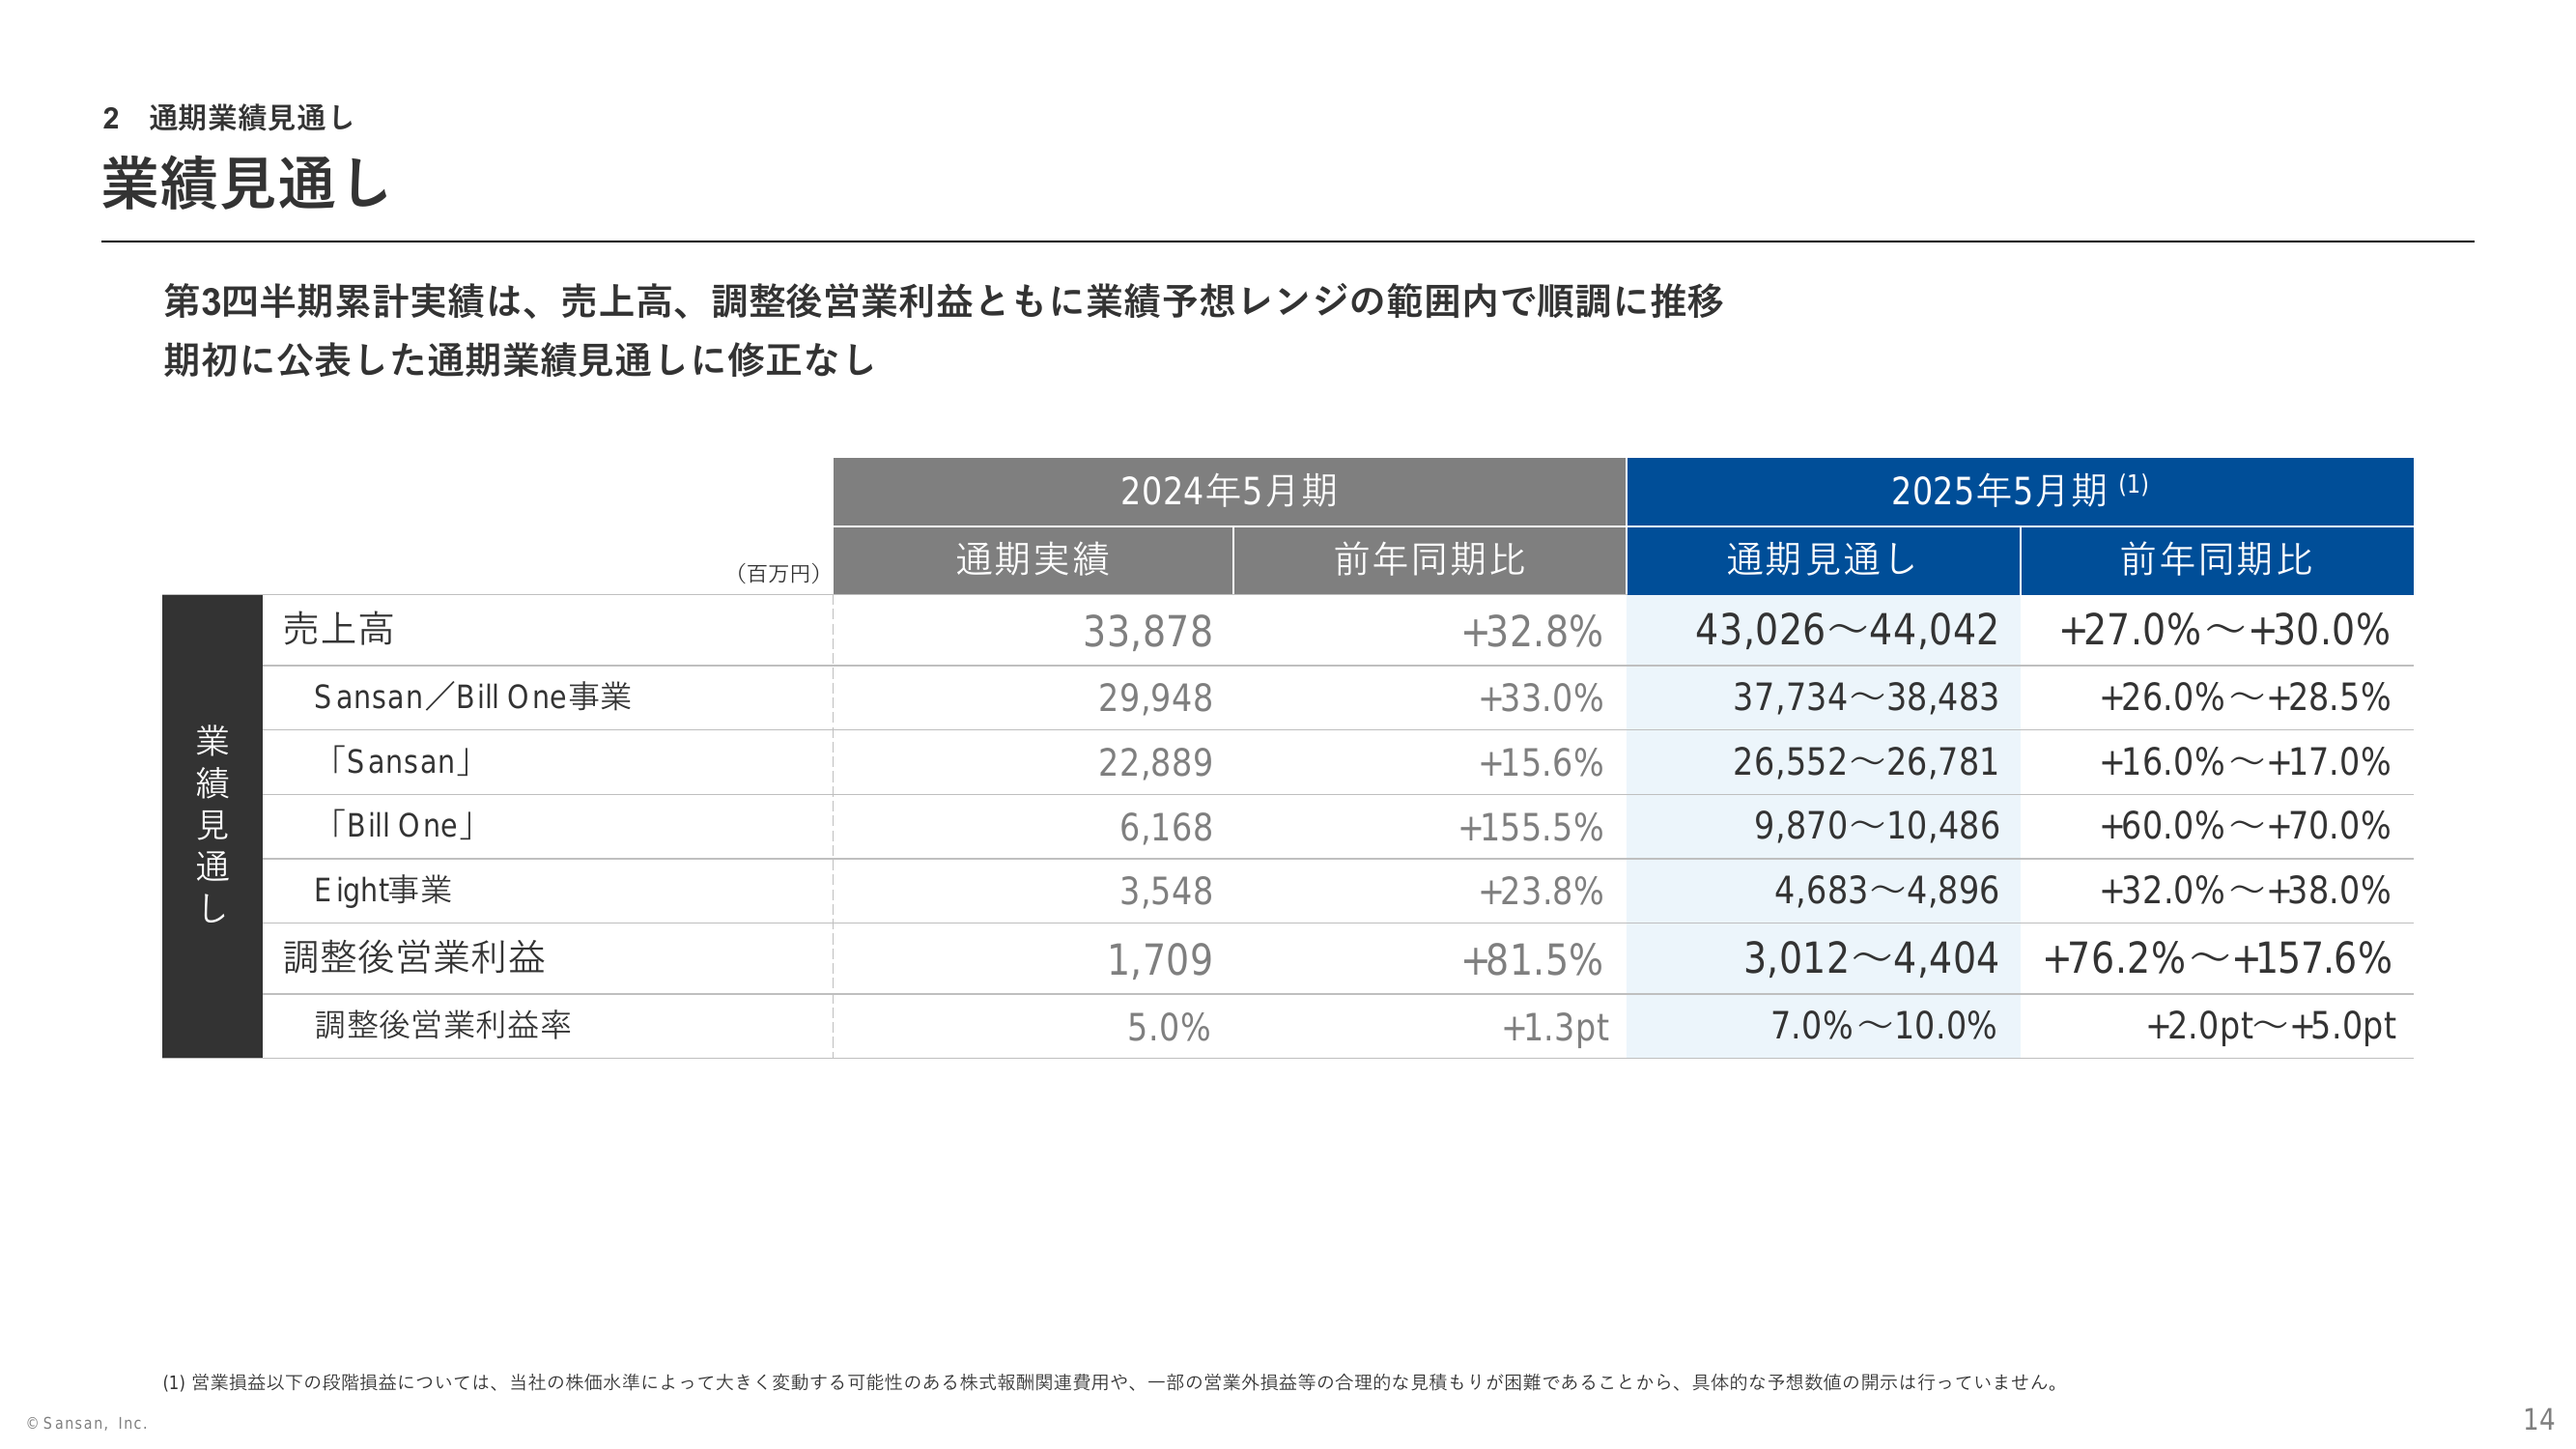 2　通期業績見通し
業績見通し
第3四半期累計実績は、売上高、調整後営業利益ともに業績予想レンジの範囲内で順調に推移
期初に公表した通期業績見通しに修正なし
2024年5月期 2025年5月期 (1)
（百万円） 通期実績 前年同期比 通期見通し 前年同期比
業績見通し
売上高 33,878 +32.8% 43,026～44,042 +27.0%～+30.0%
Sansan／Bill One事業 29,948 +33.0% 37,734～38,483 +26.0%～+28.5%
「Sansan」 22,889 +15.6% 26,552～26,781 +16.0%～+17.0%
「Bill One」 6,168 +155.5% 9,870～10,486 +60.0%～+70.0%
Eight事業 3,548 +23.8% 4,683～4,896 +32.0%～+38.0%
調整後営業利益 1,709 +81.5% 3,012～4,404 +76.2%～+157.6%
調整後営業利益率 5.0% +1.3pt 7.0%～10.0% +2.0pt～+5.0pt
(1) 営業損益以下の段階損益については、当社の株価水準によって大きく変動する可能性のある株式報酬関連費用や、一部の営業外損益等の合理的な見積もりが困難であることから、具体的な予想数値の開示は行っていません。
© Sansan, Inc.
14